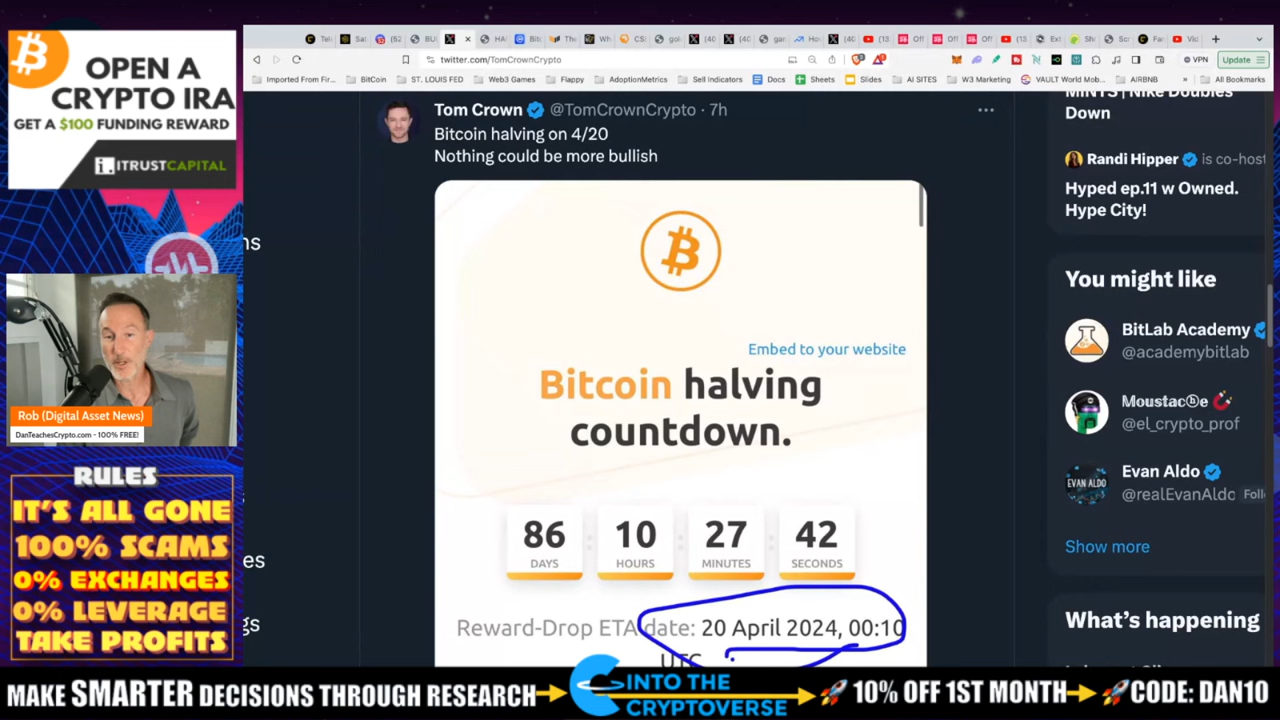 OPEN A
CRYPTO IRA
GET A $100 FUNDING REWARD
ITRUSTCAPITAL
Rob (Digital Asset News)
DanTeachesCrypto.com - 100% FREE!
RULES
IT'S ALL GONE
100% SCAMS
0% EXCHANGES
0% LEVERAGE
TAKE PROFITS
twitter.com/TomCrownCrypto
VPN
Update
Imported From Fir...
BitCoin
ST. LOUIS FED
Web3 Games
Flappy
AdoptionMetrics
Sell Indicators
Docs
Sheets
Slides
AI SITES
W3 Marketing
VAULT World Mob...
AIRBNB
All Bookmarks
Tom Crown @TomCrownCrypto · 7h
Bitcoin halving on 4/20
Nothing could be more bullish
Embed to your website
Bitcoin halving
countdown.
86 : 10 : 27 : 42
DAYS HOURS MINUTES SECONDS
Reward-Drop ETA date: 20 April 2024, 00:10
UTC
MINTS | Nike Doubles
Down
Randi Hipper is co-host
Hyped ep.11 w Owned.
Hype City!
You might like
BitLab Academy
@academybitlab
Moustac®e
@el_crypto_prof
Evan Aldo
@realEvanAldo
Show more
What's happening
MAKE SMARTER DECISIONS THROUGH RESEARCH
INTO THE
CRYPTOVERSE
10% OFF 1ST MONTH
CODE: DAN10